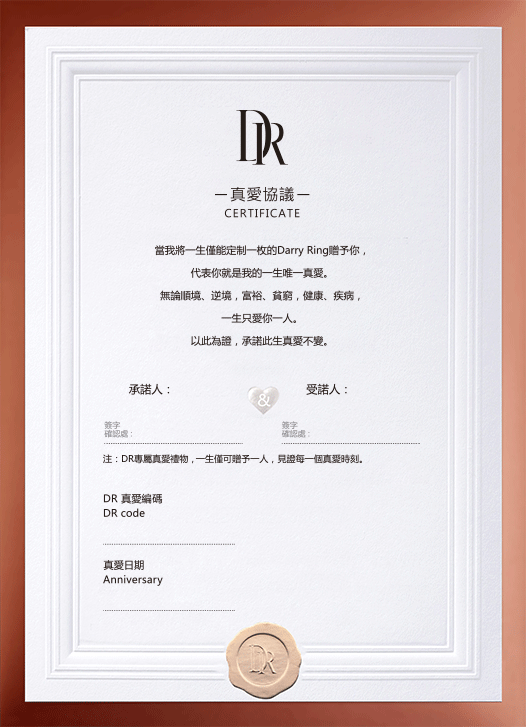 DR
真愛協議
CERTIFICATE
當我將一生僅能定制一枚的Darry Ring贈予你，
代表你就是我的一生唯一真愛。
無論順境、逆境，富裕、貧窮，健康、疾病，
一生只愛你一人。
以此為證，承諾此生真愛不變。
承諾人： & 受諾人：
簽字 簽字
確認處： 確認處：
注：DR專屬真愛禮物，一生僅可贈予一人，見證每一個真愛時刻。
DR 真愛編碼
DR code
真愛日期
Anniversary
DR